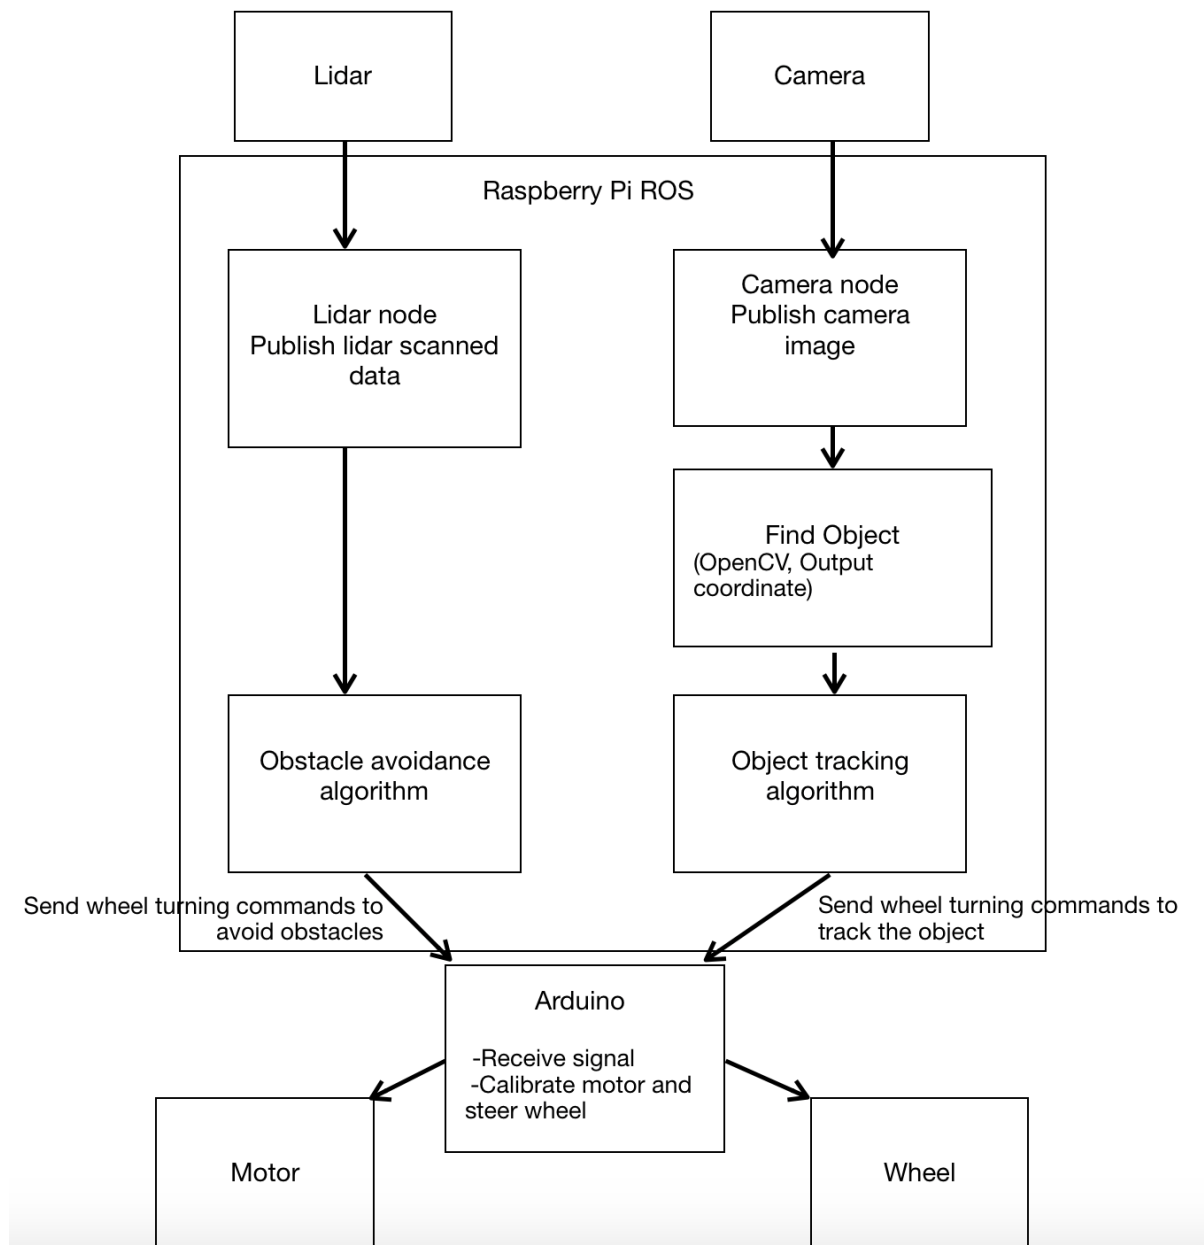 Lidar
Camera
Raspberry Pi ROS
Lidar node
Publish lidar scanned
data
Camera node
Publish camera
image
Find Object
(OpenCV, Output
coordinate)
Obstacle avoidance
algorithm
Object tracking
algorithm
Send wheel turning commands to
avoid obstacles
Send wheel turning commands to
track the object
Arduino
-Receive signal
-Calibrate motor and
steer wheel
Motor
Wheel